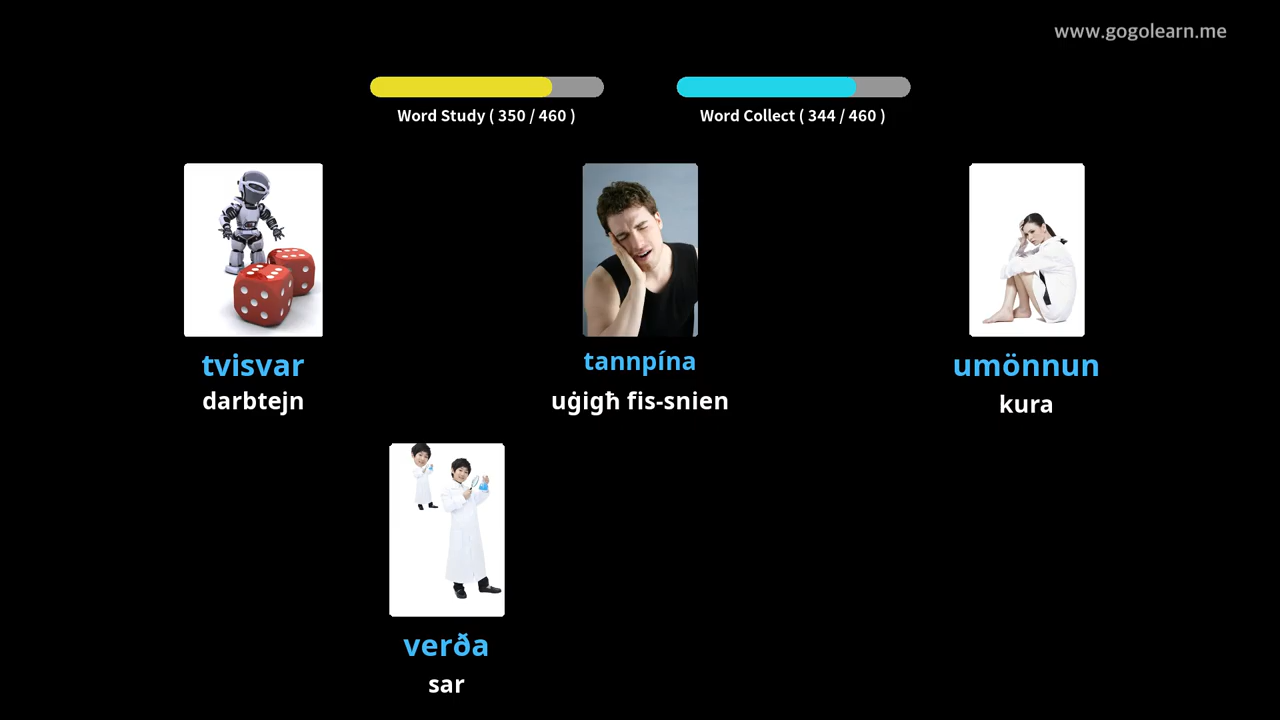 www.gogolearn.me
Word Study ( 350 / 460 )
Word Collect ( 344 / 460 )
tvisvar
darbtejn
tannpína
uġigħ fis-snien
umönnun
kura
verða
sar